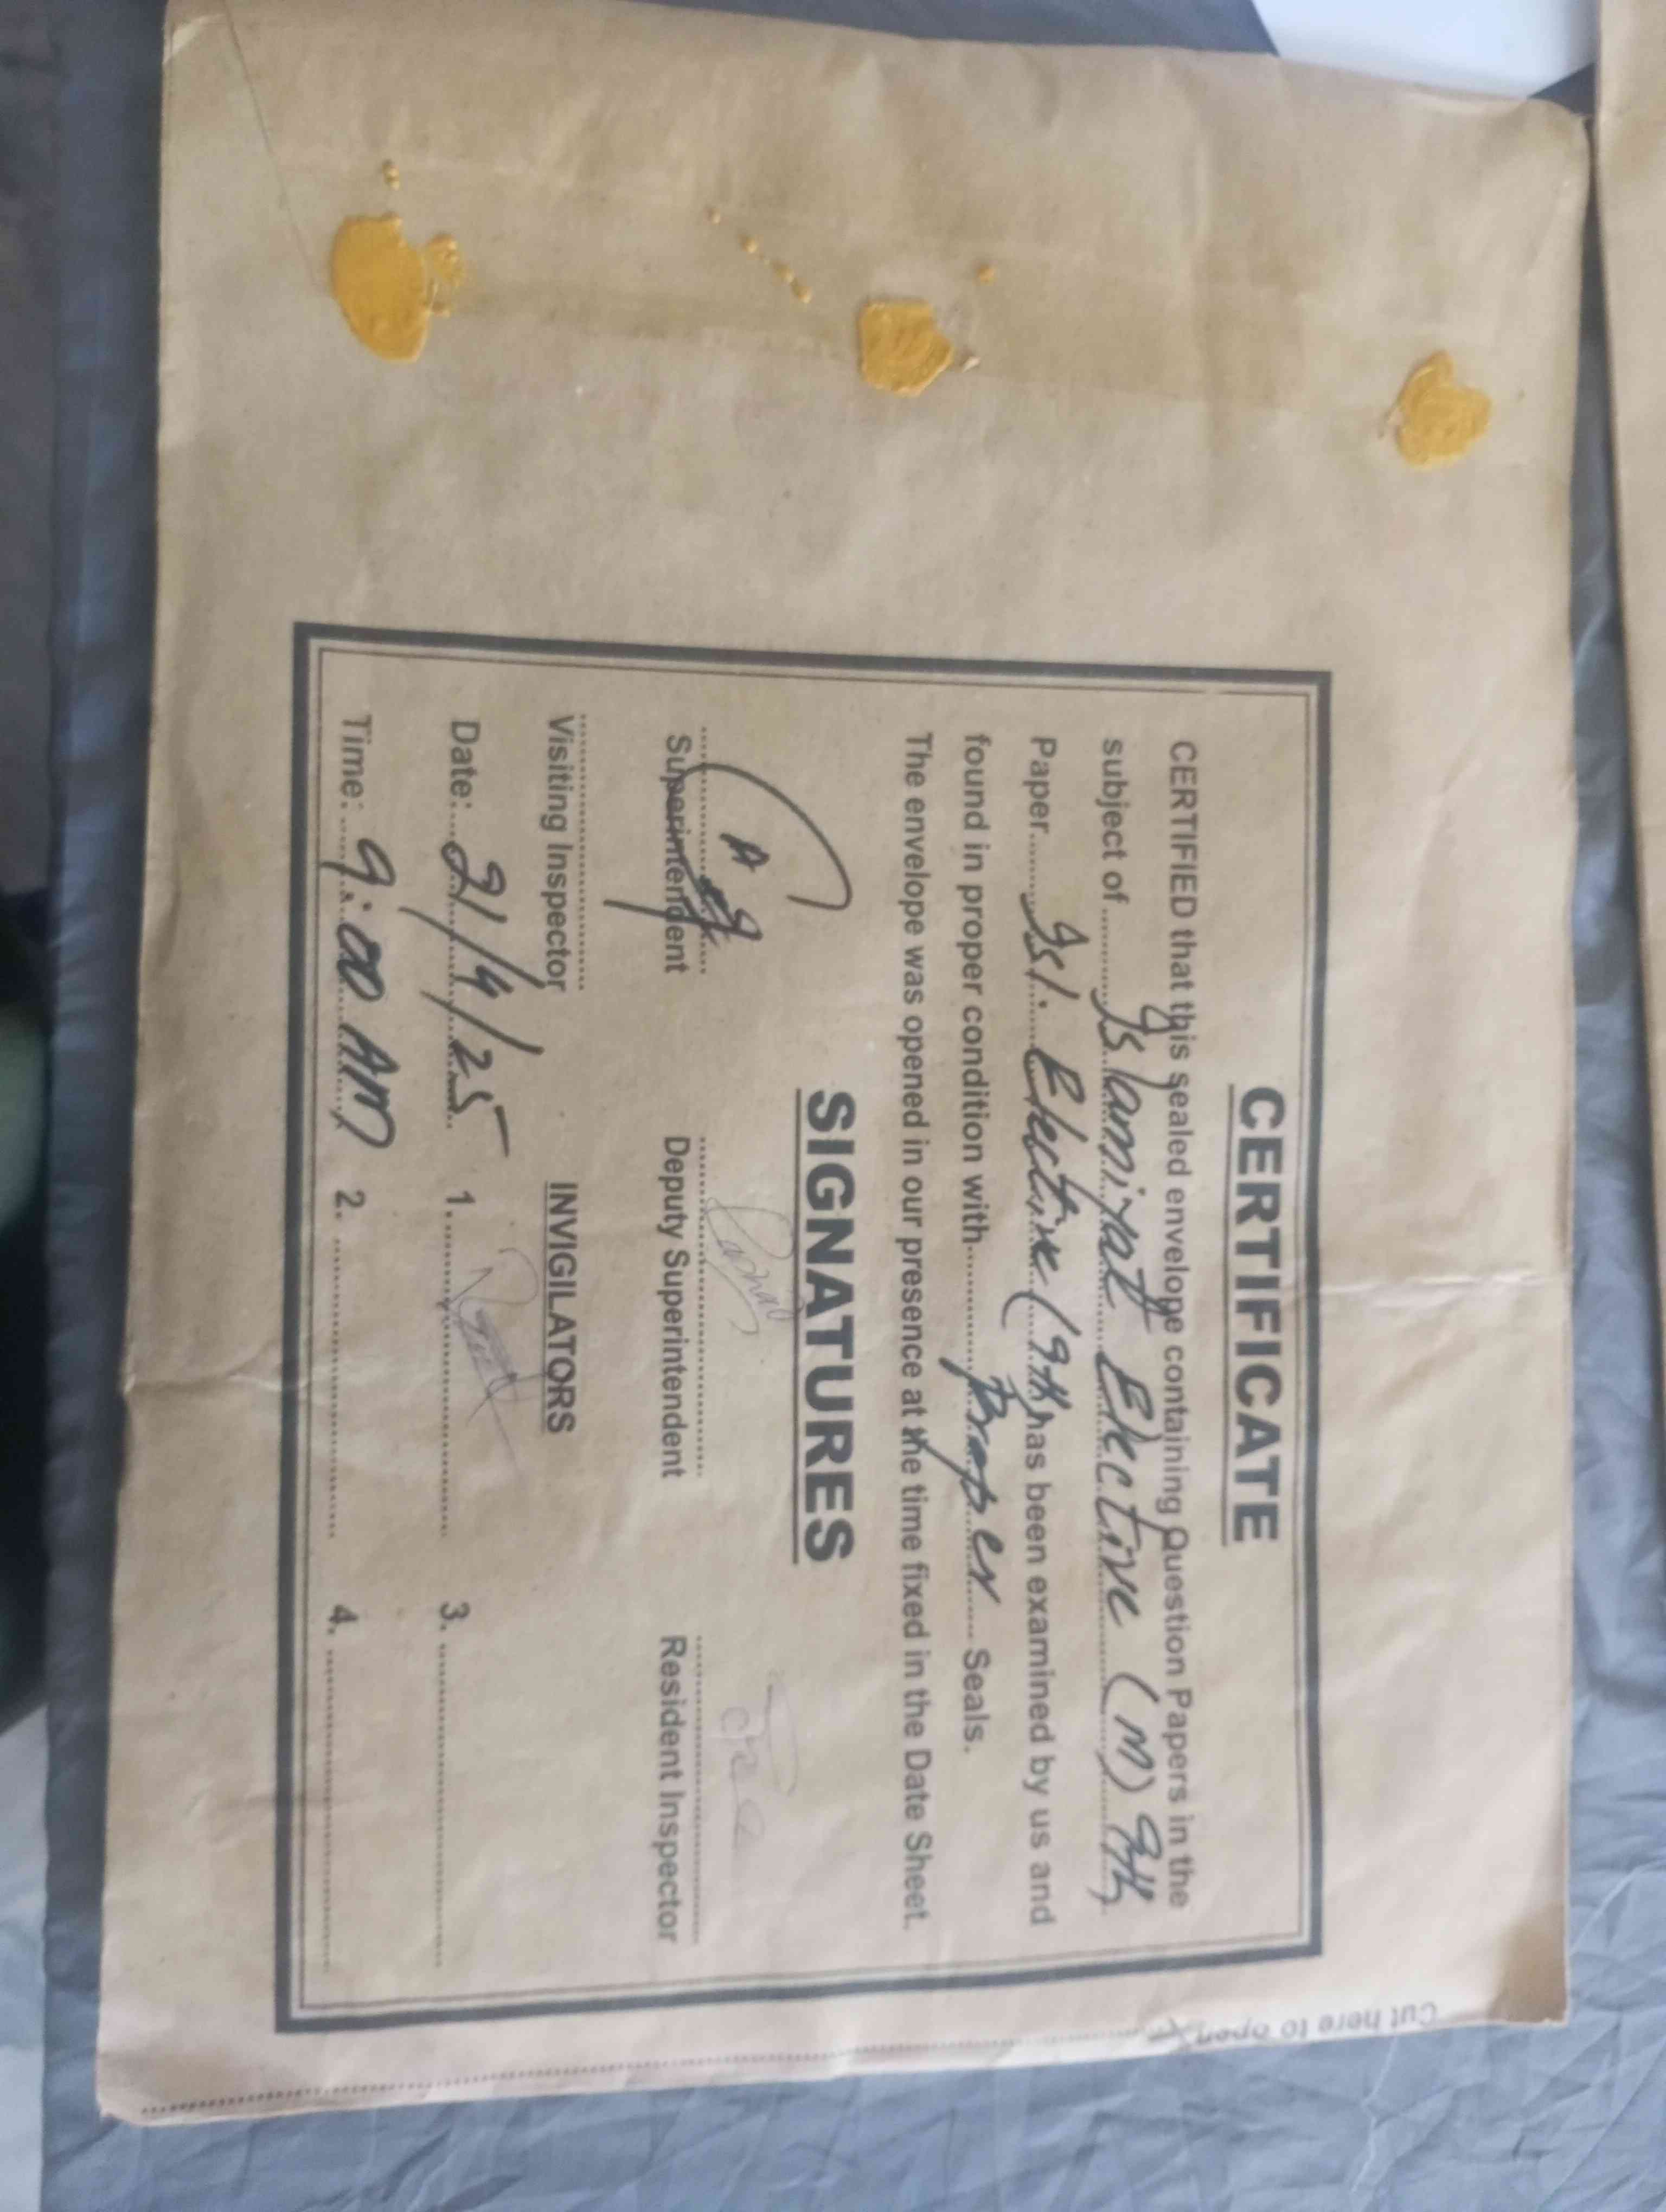 CERTIFICATE
CERTIFIED that this sealed envelope containing Question Papers in the
subject of ......... Islamiyat Elective (M) 9th
Paper ....... Isl. Elective (9th) has been examined by us and
found in proper condition with ............ Proper ...... Seals.
The envelope was opened in our presence at the time fixed in the Date Sheet.
SIGNATURES
Superintendent Deputy Superintendent Resident Inspector
Visiting Inspector INVIGILATORS
Date: 21/4/25 1. 3.
Time: 9:00 AM 2. 4.
Cut here to open